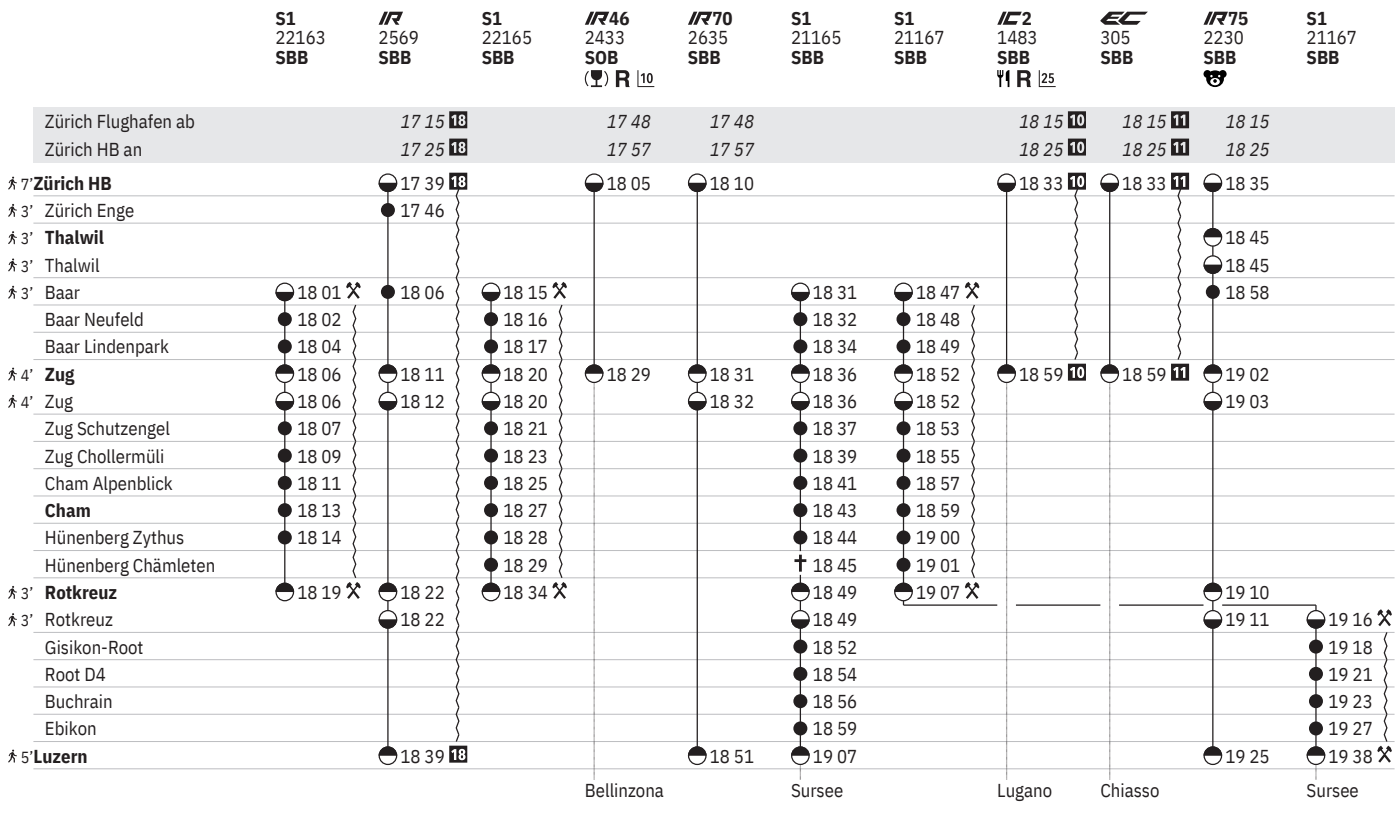 S1 IR S1 IR46 IR70 S1 S1 IC2 EC IR75 S1
22163 2569 22165 2433 2635 21165 21167 1483 305 2230 21167
SBB SBB SBB SOB SBB SBB SBB SBB SBB SBB SBB
R 10 R 25
Zürich Flughafen ab 17 15 18 17 48 17 48 18 15 10 18 15 11 18 15
Zürich HB an 17 25 18 17 57 17 57 18 25 10 18 25 11 18 25
7’ Zürich HB 17 39 18 18 05 18 10 18 33 10 18 33 11 18 35
3’ Zürich Enge 17 46
3’ Thalwil 18 45
3’ Thalwil 18 45
3’ Baar 18 01 18 06 18 15 18 31 18 47 18 58
Baar Neufeld 18 02 18 16 18 32 18 48
Baar Lindenpark 18 04 18 17 18 34 18 49
4’ Zug 18 06 18 11 18 20 18 29 18 31 18 36 18 52 18 59 10 18 59 11 19 02
4’ Zug 18 06 18 12 18 20 18 32 18 36 18 52 19 03
Zug Schutzengel 18 07 18 21 18 37 18 53
Zug Chollermüli 18 09 18 23 18 39 18 55
Cham Alpenblick 18 11 18 25 18 41 18 57
Cham 18 13 18 27 18 43 18 59
Hünenberg Zythus 18 14 18 28 18 44 19 00
Hünenberg Chämleten 18 29 18 45 19 01
3’ Rotkreuz 18 19 18 22 18 34 18 49 19 07 19 10
3’ Rotkreuz 18 22 18 49 19 11 19 16
Gisikon-Root 18 52 19 18
Root D4 18 54 19 21
Buchrain 18 56 19 23
Ebikon 18 59 19 27
5’ Luzern 18 39 18 18 51 19 07 19 25 19 38
Bellinzona Sursee Lugano Chiasso Sursee